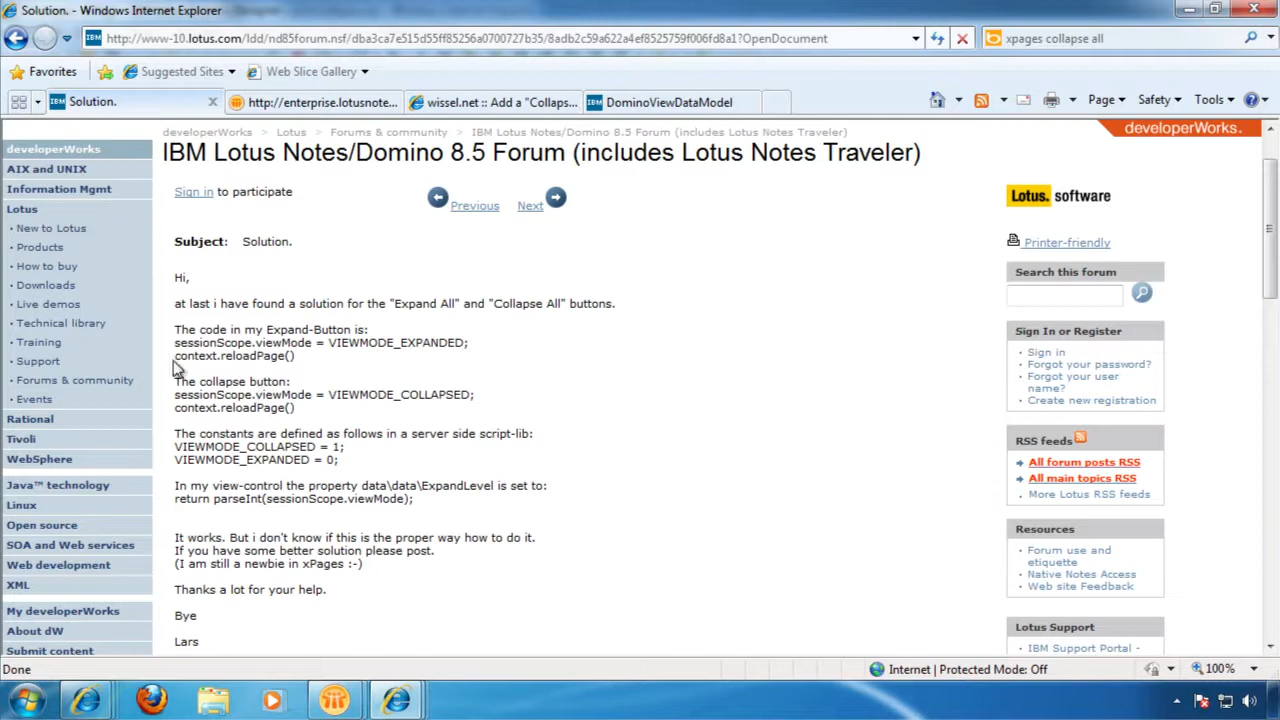 Solution. - Windows Internet Explorer
http://www-10.lotus.com/ldd/nd85forum.nsf/dba3ca7e515d55ff85256a0700727b35/8adb2c59a622a4ef8525759f006fd8a1?OpenDocument
xpages collapse all
Favorites
Suggested Sites
Web Slice Gallery
Solution.
http://enterprise.lotusnote...
wissel.net :: Add a "Collaps...
DominoViewDataModel
Page
Safety
Tools
developerWorks
AIX and UNIX
Information Mgmt
Lotus
New to Lotus
Products
How to buy
Downloads
Live demos
Technical library
Training
Support
Forums & community
Events
Rational
Tivoli
WebSphere
Java™ technology
Linux
Open source
SOA and Web services
Web development
XML
My developerWorks
About dW
Submit content
developerWorks > Lotus > Forums & community > IBM Lotus Notes/Domino 8.5 Forum (includes Lotus Notes Traveler)
IBM Lotus Notes/Domino 8.5 Forum (includes Lotus Notes Traveler)
Sign in to participate
Previous
Next
Subject: Solution.
Hi,
at last i have found a solution for the "Expand All" and "Collapse All" buttons.
The code in my Expand-Button is:
sessionScope.viewMode = VIEWMODE_EXPANDED;
context.reloadPage()
The collapse button:
sessionScope.viewMode = VIEWMODE_COLLAPSED;
context.reloadPage()
The constants are defined as follows in a server side script-lib:
VIEWMODE_COLLAPSED = 1;
VIEWMODE_EXPANDED = 0;
In my view-control the property data\data\ExpandLevel is set to:
return parseInt(sessionScope.viewMode);
It works. But i don't know if this is the proper way how to do it.
If you have some better solution please post.
(I am still a newbie in xPages :-)
Thanks a lot for your help.
Bye
Lars
developerWorks.
Lotus. software
Printer-friendly
Search this forum
Sign In or Register
Sign in
Forgot your password?
Forgot your user
name?
Create new registration
RSS feeds
All forum posts RSS
All main topics RSS
More Lotus RSS feeds
Resources
Forum use and
etiquette
Native Notes Access
Web site Feedback
Lotus Support
IBM Support Portal -
Done
Internet | Protected Mode: Off
100%